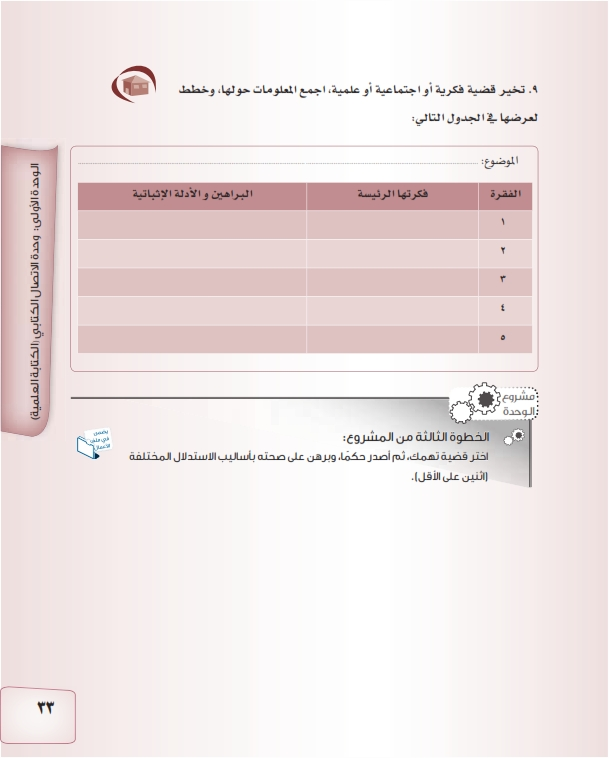 ٩. تخير قضية فكرية أو اجتماعية أو علمية، اجمع المعلومات حولها، وخطط
لعرضها في الجدول التالي:
الموضوع: ........................................
الفقرة فكرتها الرئيسة البراهين و الأدلة الإثباتية
١
٢
٣
٤
٥
مشروع
الوحدة
الخطوة الثالثة من المشروع:
اختر قضية تهمك، ثم أصدر حكمًا، وبرهن على صحته بأساليب الاستدلال المختلفة
(اثنين على الأقل).
الوحدة الأولى: وحدة الاتصال الكتابي (الكتابة العلمية)
٣٣